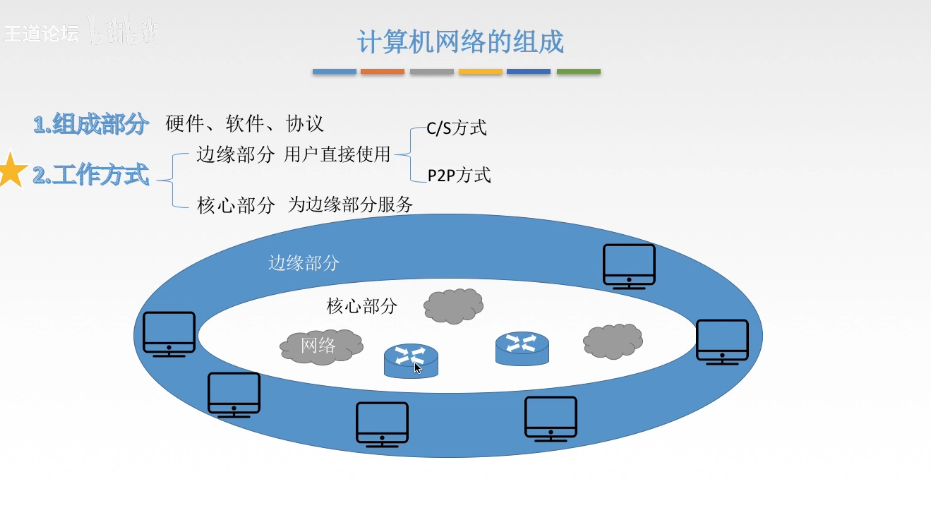 王道论坛
计算机网络的组成
1.组成部分 硬件、软件、协议
C/S方式
边缘部分 用户直接使用
2.工作方式
P2P方式
核心部分 为边缘部分服务
边缘部分
核心部分
网络